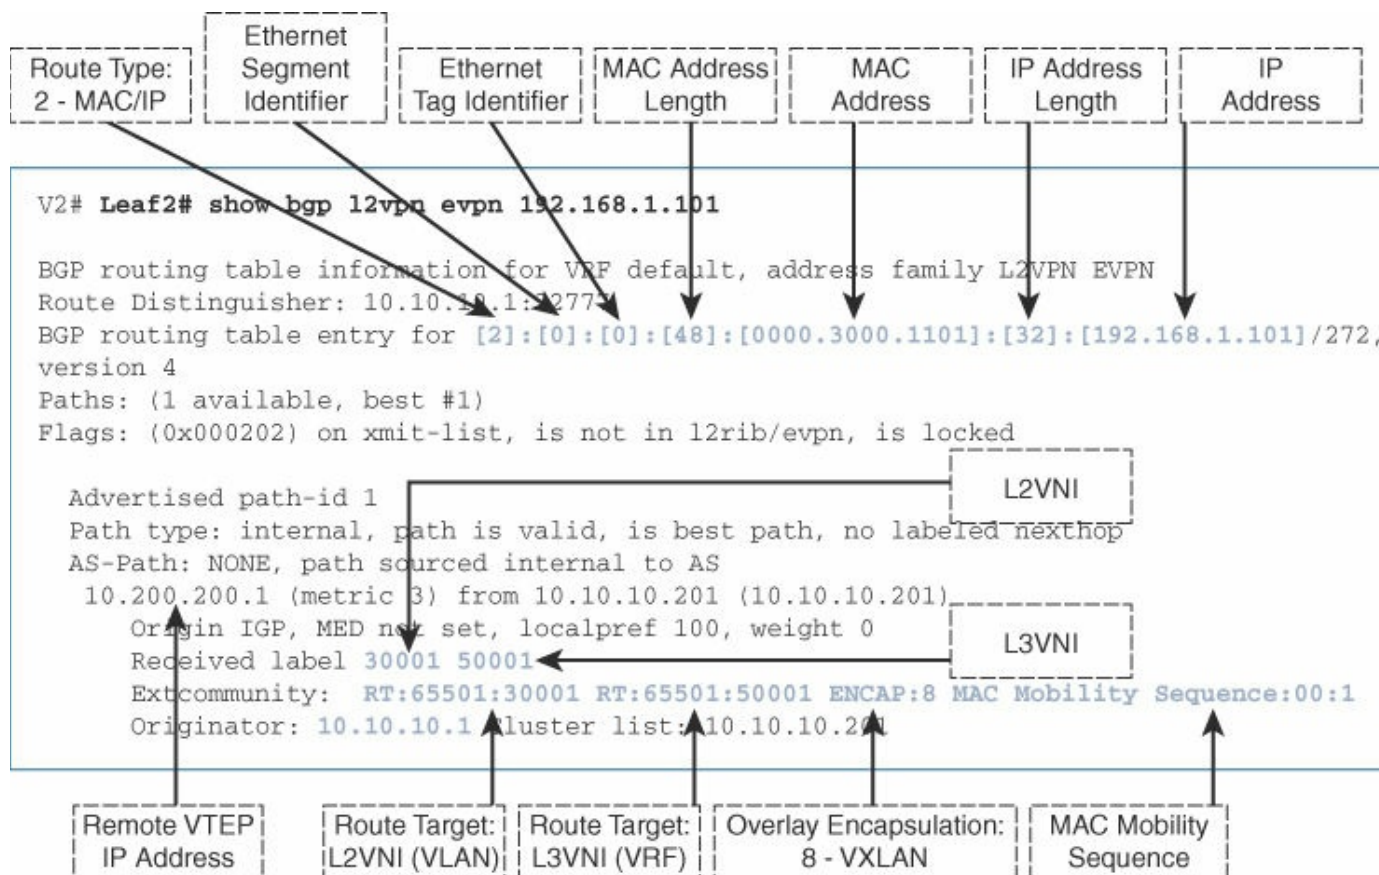 Route Type:
2 - MAC/IP
Ethernet
Segment
Identifier
Ethernet
Tag Identifier
MAC Address
Length
MAC
Address
IP Address
Length
IP
Address
V2# Leaf2# show bgp l2vpn evpn 192.168.1.101
BGP routing table information for VRF default, address family L2VPN EVPN
Route Distinguisher: 10.10.10.1:32777
BGP routing table entry for [2]:[0]:[0]:[48]:[0000.3000.1101]:[32]:[192.168.1.101]/272,
version 4
Paths: (1 available, best #1)
Flags: (0x000202) on xmit-list, is not in l2rib/evpn, is locked
L2VNI
Advertised path-id 1
Path type: internal, path is valid, is best path, no labeled nexthop
AS-Path: NONE, path sourced internal to AS
10.200.200.1 (metric 3) from 10.10.10.201 (10.10.10.201)
Origin IGP, MED not set, localpref 100, weight 0
L3VNI
Received label 30001 50001
Extcommunity: RT:65501:30001 RT:65501:50001 ENCAP:8 MAC Mobility Sequence:00:1
Originator: 10.10.10.1 Cluster list: 10.10.10.201
Remote VTEP
IP Address
Route Target:
L2VNI (VLAN)
Route Target:
L3VNI (VRF)
Overlay Encapsulation:
8 - VXLAN
MAC Mobility
Sequence